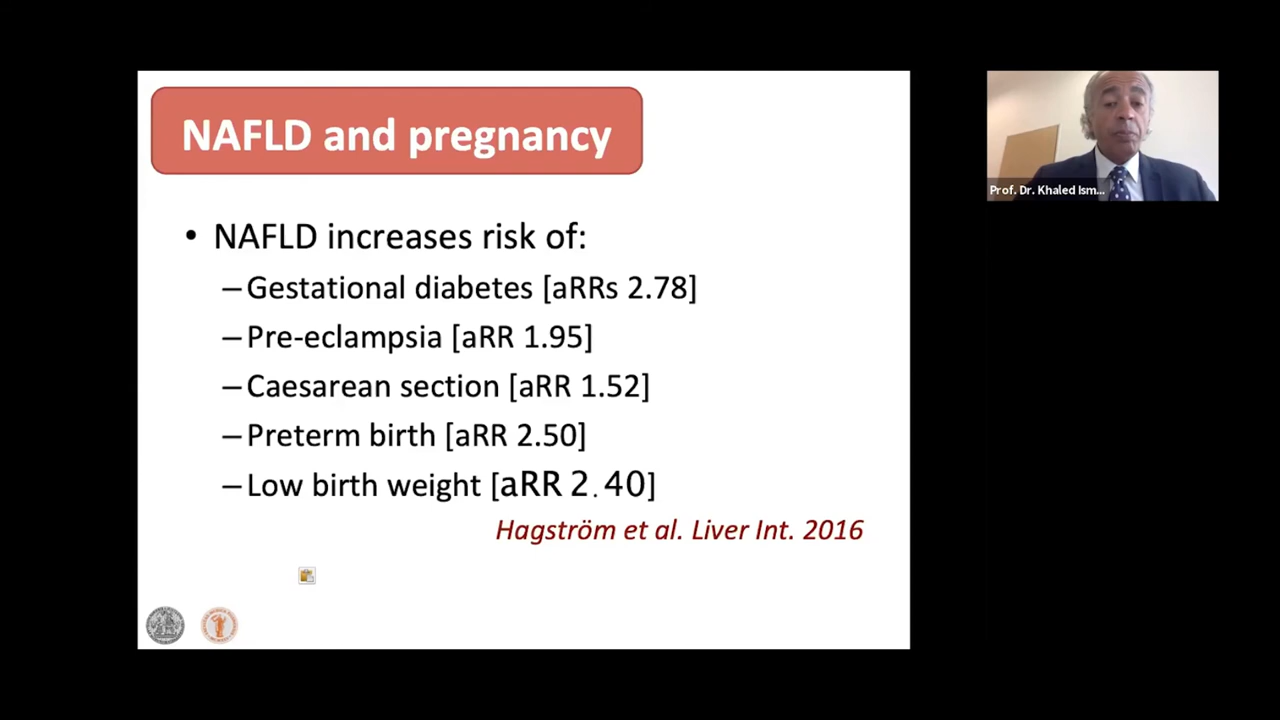 NAFLD and pregnancy
• NAFLD increases risk of:
–Gestational diabetes [aRRs 2.78]
–Pre-eclampsia [aRR 1.95]
–Caesarean section [aRR 1.52]
–Preterm birth [aRR 2.50]
–Low birth weight [aRR 2.40]
Hagström et al. Liver Int. 2016
Prof. Dr. Khaled Ism...